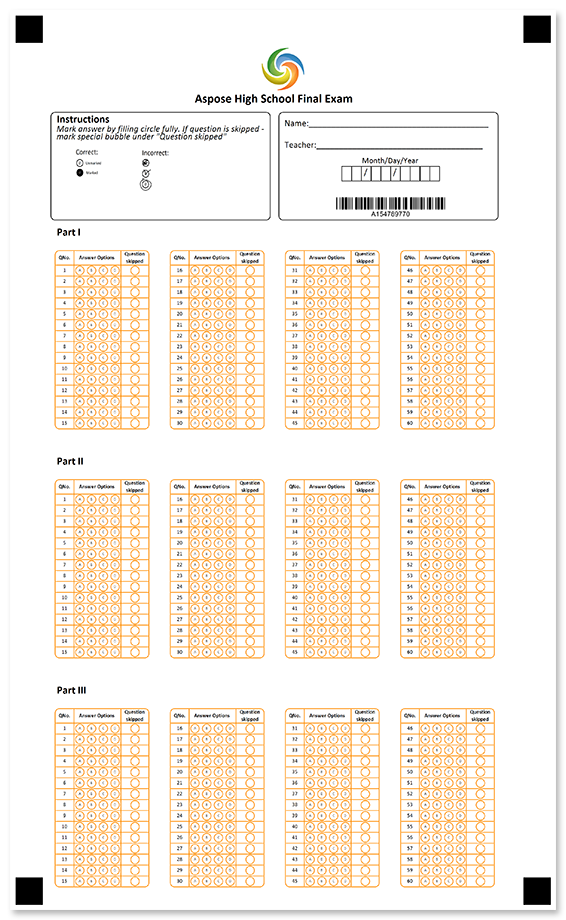 Aspose High School Final Exam
Instructions
Mark answer by filling circle fully. If question is skipped -
mark special bubble under "Question skipped"
Correct: Incorrect:
Unmarked
Marked
Name:
Teacher:
Month/Day/Year
/ /
A154769770
Part I
QNo. Answer Options Question skipped QNo. Answer Options Question skipped QNo. Answer Options Question skipped QNo. Answer Options Question skipped
1 A B C D 16 A B C D 31 A B C D 46 A B C D
2 A B C D 17 A B C D 32 A B C D 47 A B C D
3 A B C D 18 A B C D 33 A B C D 48 A B C D
4 A B C D 19 A B C D 34 A B C D 49 A B C D
5 A B C D 20 A B C D 35 A B C D 50 A B C D
6 A B C D 21 A B C D 36 A B C D 51 A B C D
7 A B C D 22 A B C D 37 A B C D 52 A B C D
8 A B C D 23 A B C D 38 A B C D 53 A B C D
9 A B C D 24 A B C D 39 A B C D 54 A B C D
10 A B C D 25 A B C D 40 A B C D 55 A B C D
11 A B C D 26 A B C D 41 A B C D 56 A B C D
12 A B C D 27 A B C D 42 A B C D 57 A B C D
13 A B C D 28 A B C D 43 A B C D 58 A B C D
14 A B C D 29 A B C D 44 A B C D 59 A B C D
15 A B C D 30 A B C D 45 A B C D 60 A B C D
Part II
QNo. Answer Options Question skipped QNo. Answer Options Question skipped QNo. Answer Options Question skipped QNo. Answer Options Question skipped
1 A B C D 16 A B C D 31 A B C D 46 A B C D
2 A B C D 17 A B C D 32 A B C D 47 A B C D
3 A B C D 18 A B C D 33 A B C D 48 A B C D
4 A B C D 19 A B C D 34 A B C D 49 A B C D
5 A B C D 20 A B C D 35 A B C D 50 A B C D
6 A B C D 21 A B C D 36 A B C D 51 A B C D
7 A B C D 22 A B C D 37 A B C D 52 A B C D
8 A B C D 23 A B C D 38 A B C D 53 A B C D
9 A B C D 24 A B C D 39 A B C D 54 A B C D
10 A B C D 25 A B C D 40 A B C D 55 A B C D
11 A B C D 26 A B C D 41 A B C D 56 A B C D
12 A B C D 27 A B C D 42 A B C D 57 A B C D
13 A B C D 28 A B C D 43 A B C D 58 A B C D
14 A B C D 29 A B C D 44 A B C D 59 A B C D
15 A B C D 30 A B C D 45 A B C D 60 A B C D
Part III
QNo. Answer Options Question skipped QNo. Answer Options Question skipped QNo. Answer Options Question skipped QNo. Answer Options Question skipped
1 A B C D 16 A B C D 31 A B C D 46 A B C D
2 A B C D 17 A B C D 32 A B C D 47 A B C D
3 A B C D 18 A B C D 33 A B C D 48 A B C D
4 A B C D 19 A B C D 34 A B C D 49 A B C D
5 A B C D 20 A B C D 35 A B C D 50 A B C D
6 A B C D 21 A B C D 36 A B C D 51 A B C D
7 A B C D 22 A B C D 37 A B C D 52 A B C D
8 A B C D 23 A B C D 38 A B C D 53 A B C D
9 A B C D 24 A B C D 39 A B C D 54 A B C D
10 A B C D 25 A B C D 40 A B C D 55 A B C D
11 A B C D 26 A B C D 41 A B C D 56 A B C D
12 A B C D 27 A B C D 42 A B C D 57 A B C D
13 A B C D 28 A B C D 43 A B C D 58 A B C D
14 A B C D 29 A B C D 44 A B C D 59 A B C D
15 A B C D 30 A B C D 45 A B C D 60 A B C D